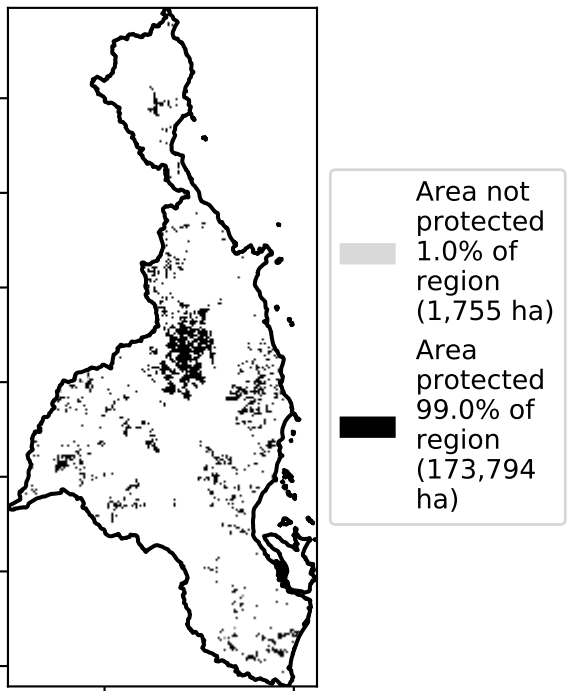 Area not
protected
1.0% of
region
(1,755 ha)
Area
protected
99.0% of
region
(173,794
ha)